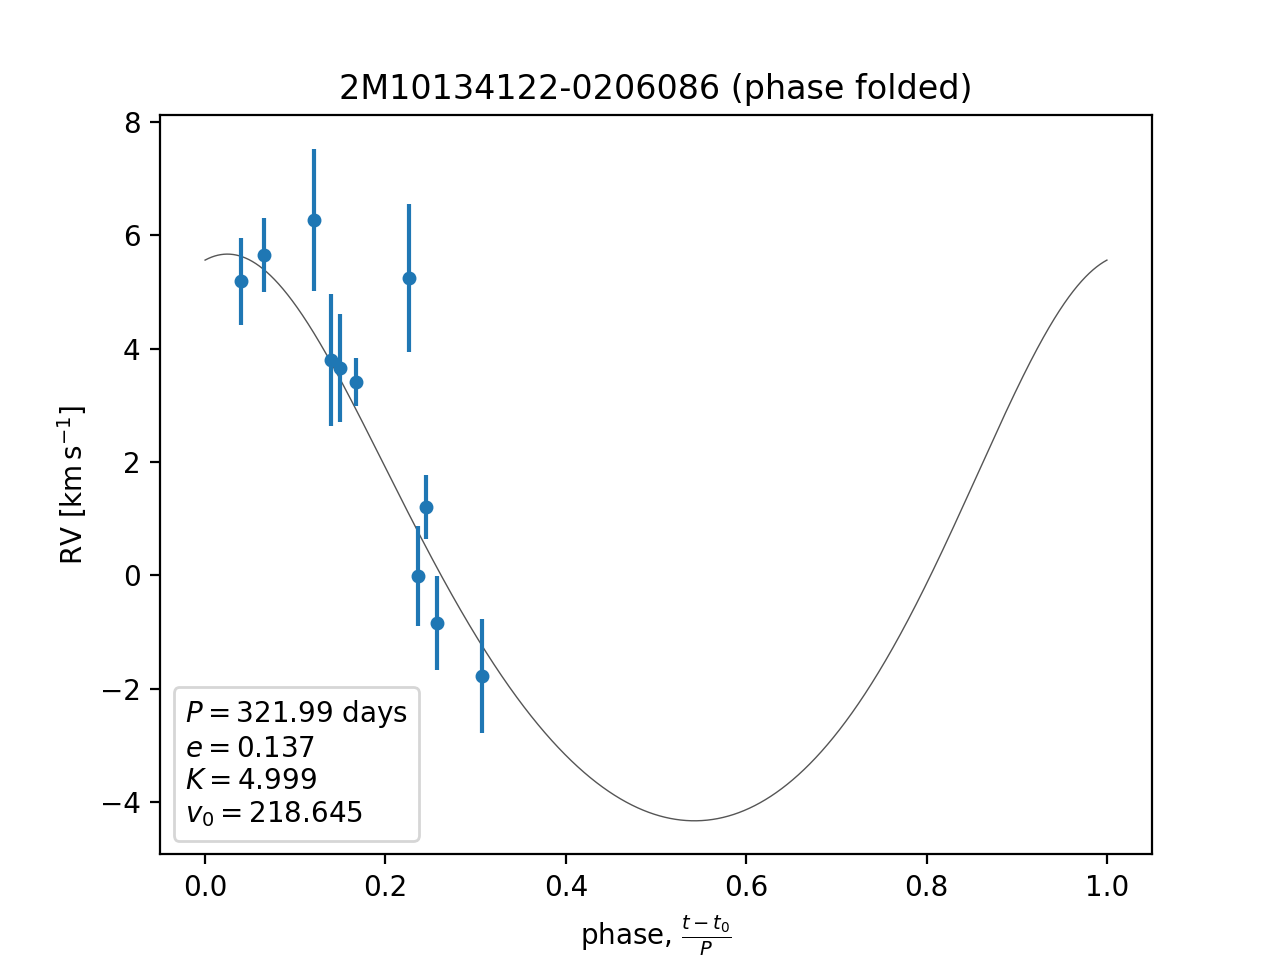 2M10134122-0206086 (phase folded)
8
6
4
2
0
−2
−4
RV [km s⁻¹]
P = 321.99 days
e = 0.137
K = 4.999
v₀ = 218.645
0.0 0.2 0.4 0.6 0.8 1.0
phase, (t − t₀)/P